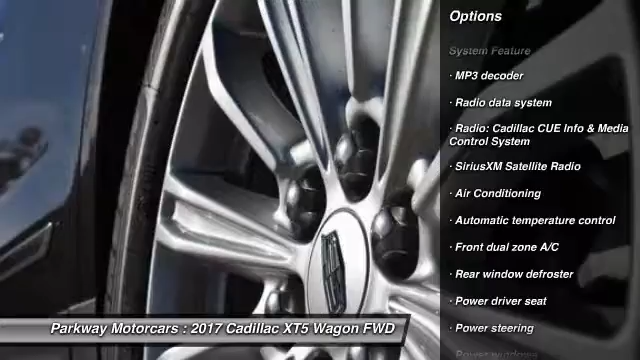 Options
System Feature
· MP3 decoder
· Radio data system
· Radio: Cadillac CUE Info & Media
Control System
· SiriusXM Satellite Radio
· Air Conditioning
· Automatic temperature control
· Front dual zone A/C
· Rear window defroster
· Power driver seat
· Power steering
· Power windows
Parkway Motorcars : 2017 Cadillac XT5 Wagon FWD